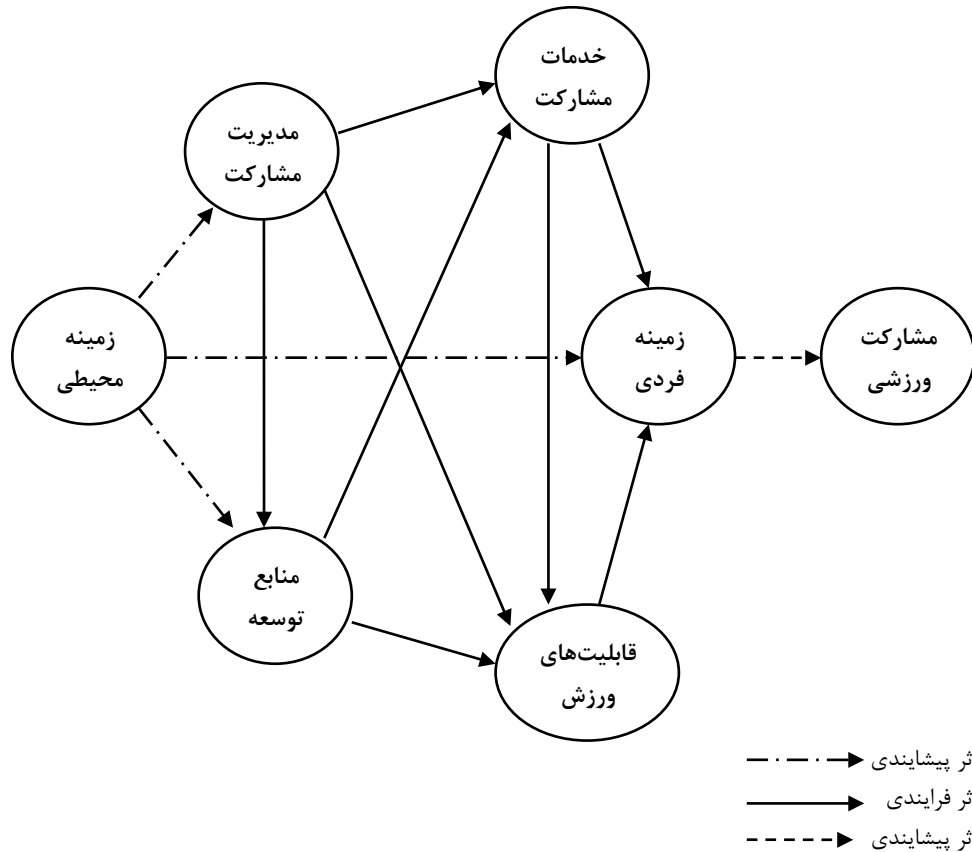 خدمات
مشارکت
مدیریت
مشارکت
زمینه
محیطی
زمینه
فردی
مشارکت
ورزشی
منابع
توسعه
قابلیت‌های
ورزش
ثر پیشایندی
ثر فرایندی
ثر پیشایندی